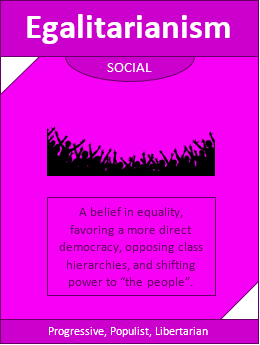 Egalitarianism
SOCIAL
A belief in equality,
favoring a more direct
democracy, opposing class
hierarchies, and shifting
power to “the people”.
Progressive, Populist, Libertarian